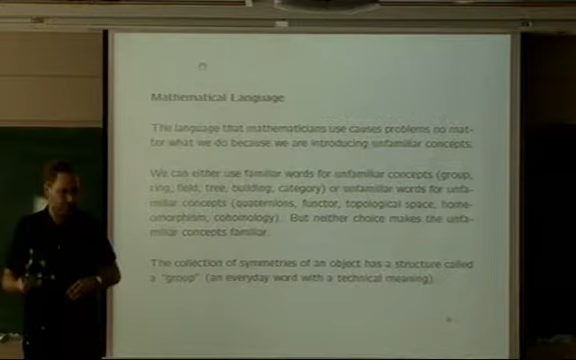 Mathematical Language
The language that mathematicians use causes problems no mat-
ter what we do because we are introducing unfamiliar concepts.
We can either use familiar words for unfamiliar concepts (group,
ring, field, tree, building, category) or unfamiliar words for unfa-
miliar concepts (quaternions, functor, topological space, home-
omorphism, cohomology). But neither choice makes the unfa-
miliar concepts familiar.
The collection of symmetries of an object has a structure called
a "group" (an everyday word with a technical meaning)